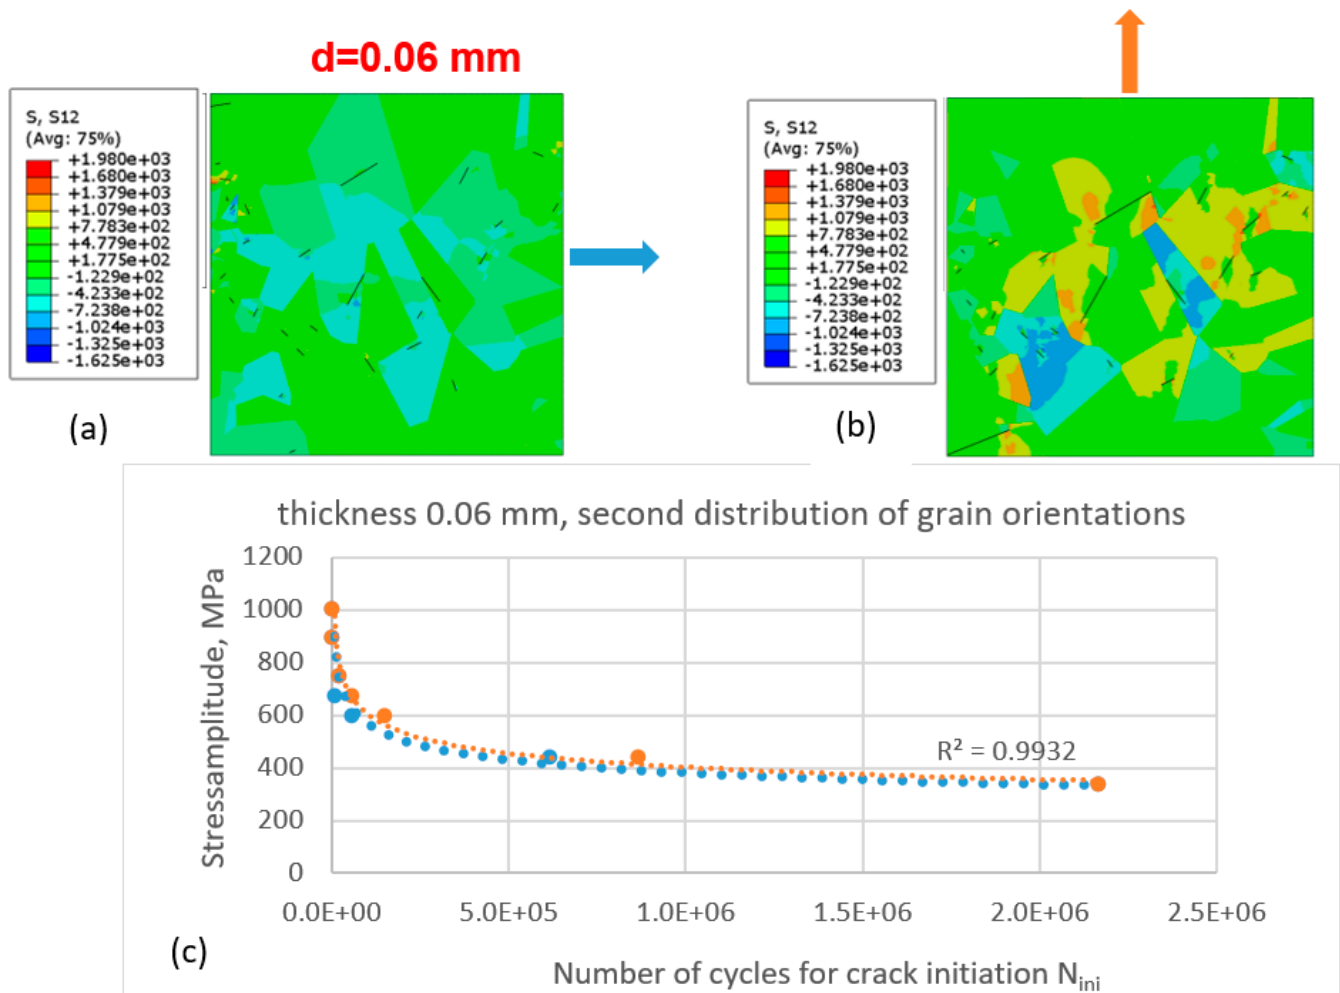 d=0.06 mm
S, S12
(Avg: 75%)
+1.980e+03
+1.680e+03
+1.379e+03
+1.079e+03
+7.783e+02
+4.779e+02
+1.775e+02
-1.229e+02
-4.233e+02
-7.238e+02
-1.024e+03
-1.325e+03
-1.625e+03
(a)
S, S12
(Avg: 75%)
+1.980e+03
+1.680e+03
+1.379e+03
+1.079e+03
+7.783e+02
+4.779e+02
+1.775e+02
-1.229e+02
-4.233e+02
-7.238e+02
-1.024e+03
-1.325e+03
-1.625e+03
(b)
thickness 0.06 mm, second distribution of grain orientations
Stressamplitude, MPa
1200
1000
800
600
400
200
0
R² = 0.9932
0.0E+00 5.0E+05 1.0E+06 1.5E+06 2.0E+06 2.5E+06
(c)
Number of cycles for crack initiation Nini